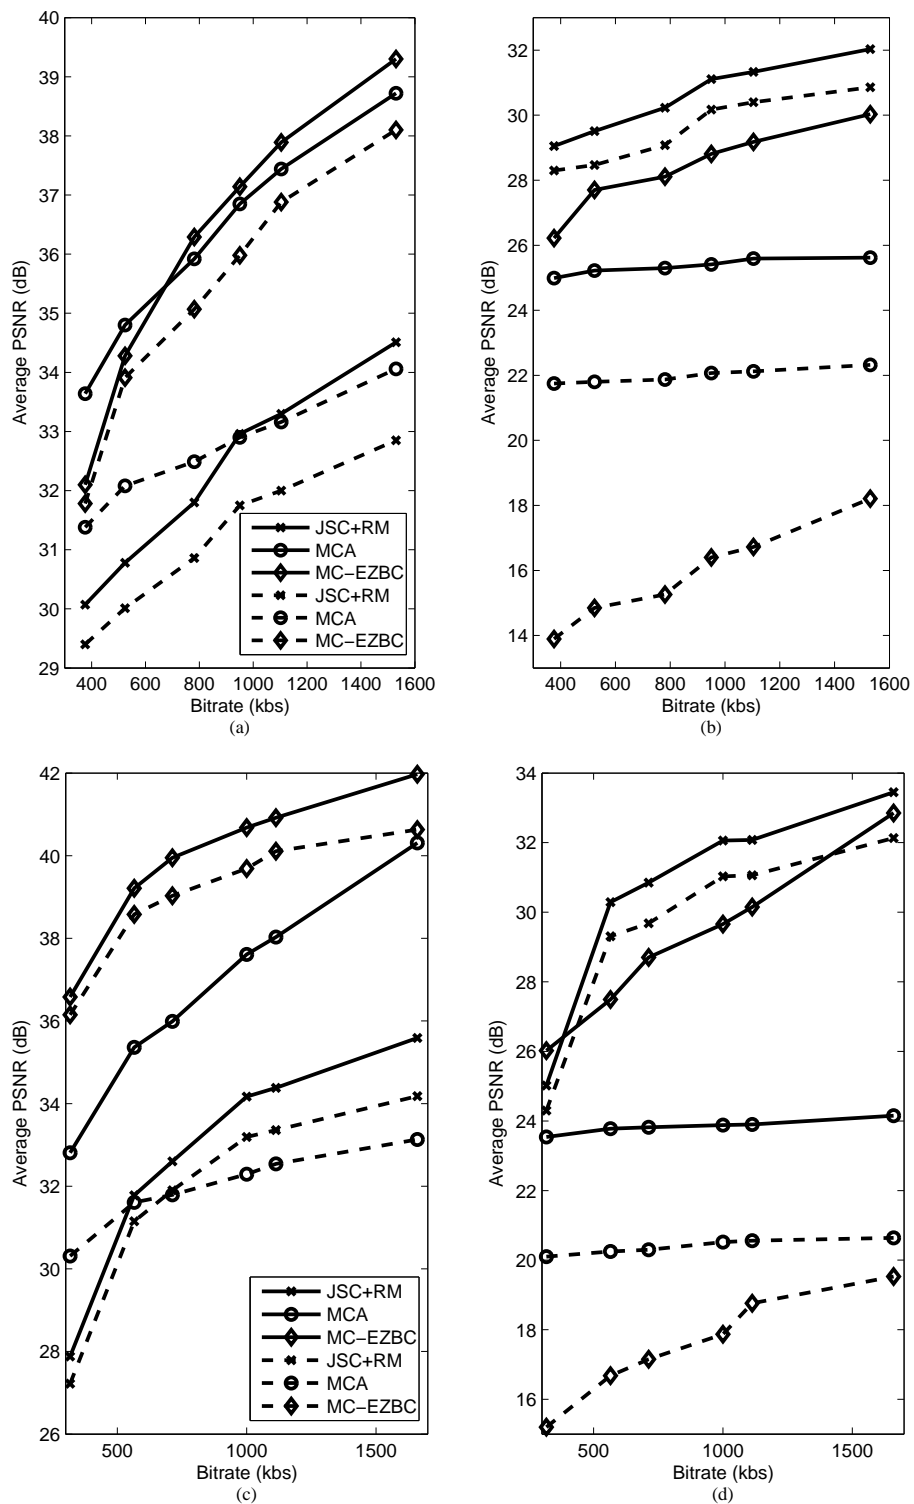 40
39
38
37
36
35
34
33
32
31
30
29
Average PSNR (dB)
JSC+RM
MCA
MC−EZBC
JSC+RM
MCA
MC−EZBC
400 600 800 1000 1200 1400 1600
Bitrate (kbs)
(a)
32
30
28
26
24
22
20
18
16
14
Average PSNR (dB)
400 600 800 1000 1200 1400 1600
Bitrate (kbs)
(b)
42
40
38
36
34
32
30
28
26
Average PSNR (dB)
JSC+RM
MCA
MC−EZBC
JSC+RM
MCA
MC−EZBC
500 1000 1500
Bitrate (kbs)
(c)
34
32
30
28
26
24
22
20
18
16
Average PSNR (dB)
500 1000 1500
Bitrate (kbs)
(d)